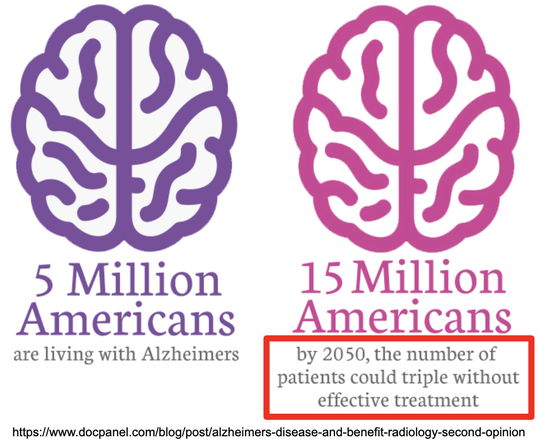 5 Million
Americans
are living with Alzheimers
15 Million
Americans
by 2050, the number of
patients could triple without
effective treatment
https://www.docpanel.com/blog/post/alzheimers-disease-and-benefit-radiology-second-opinion